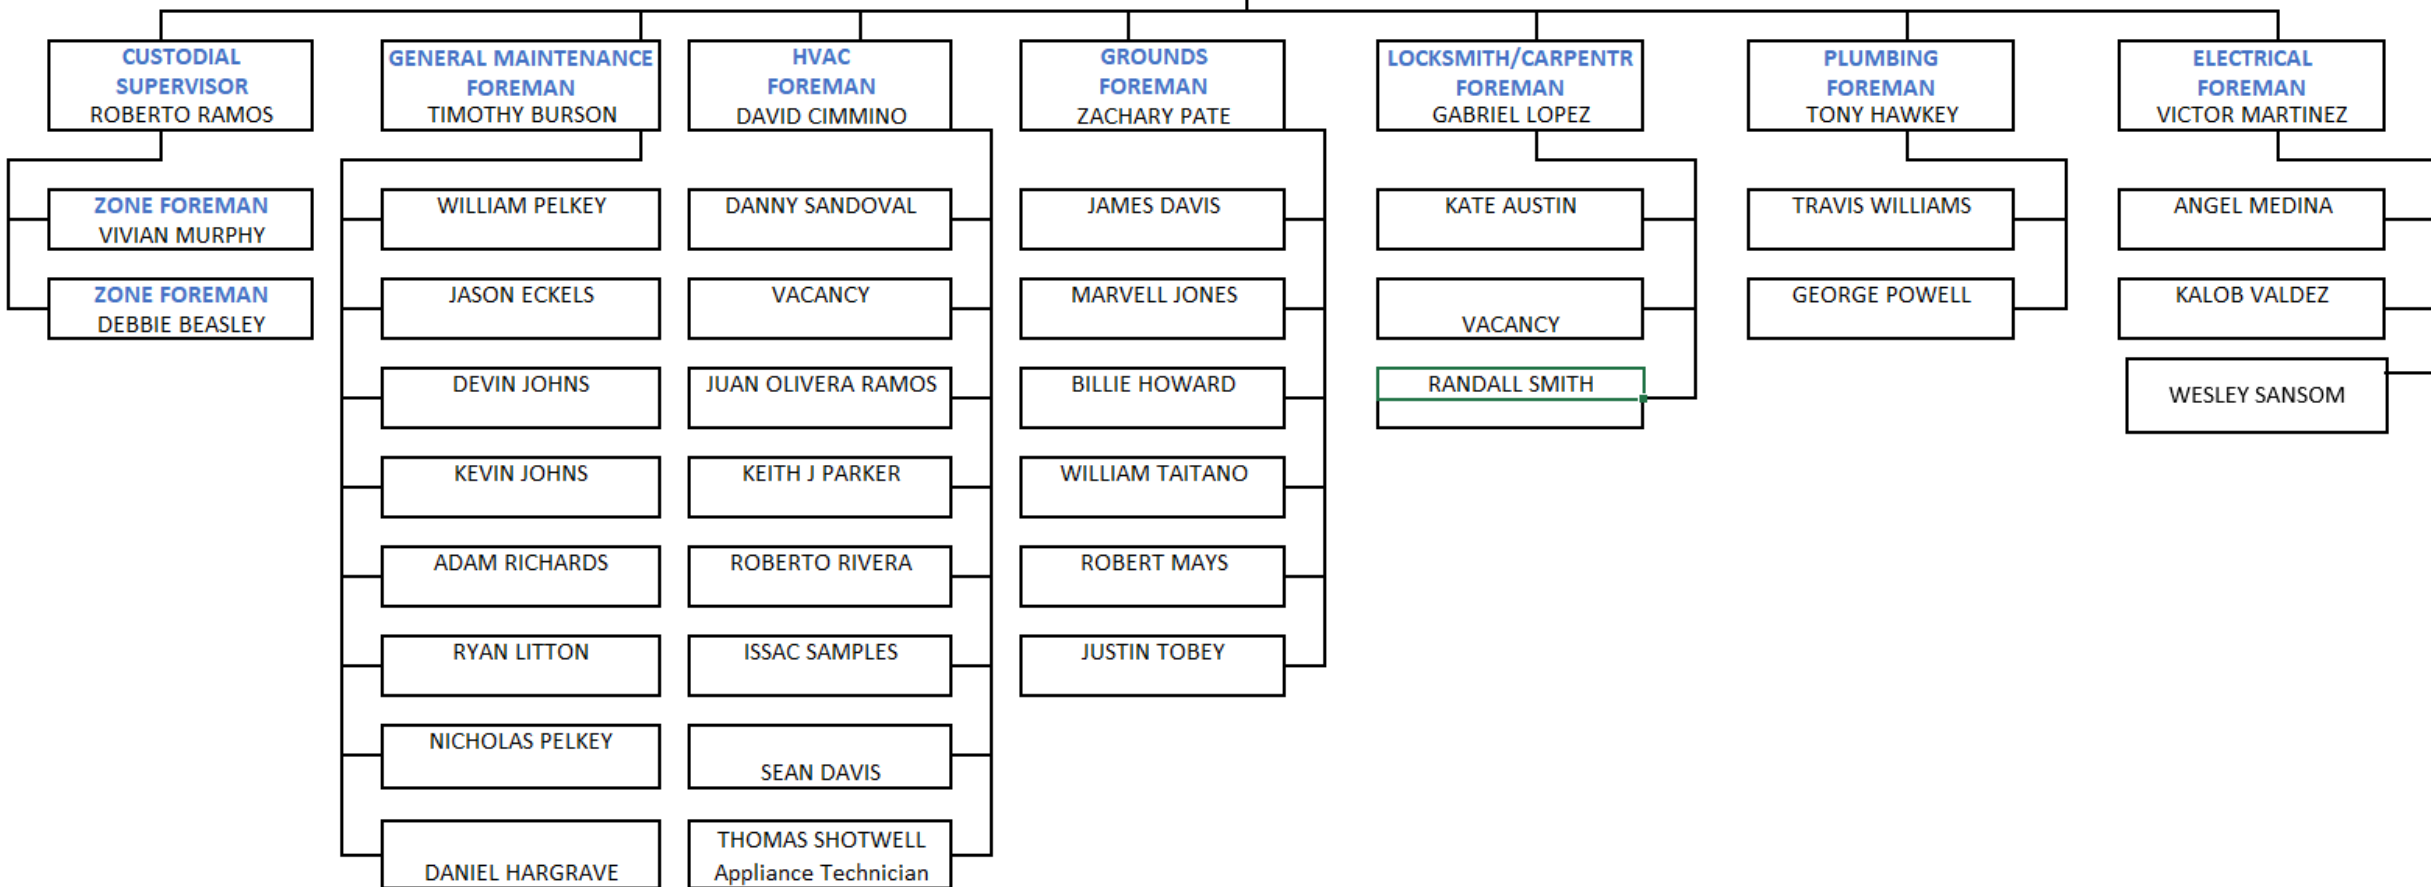 CUSTODIAL
SUPERVISOR
ROBERTO RAMOS
ZONE FOREMAN
VIVIAN MURPHY
ZONE FOREMAN
DEBBIE BEASLEY
GENERAL MAINTENANCE
FOREMAN
TIMOTHY BURSON
WILLIAM PELKEY
JASON ECKELS
DEVIN JOHNS
KEVIN JOHNS
ADAM RICHARDS
RYAN LITTON
NICHOLAS PELKEY
DANIEL HARGRAVE
HVAC
FOREMAN
DAVID CIMMINO
DANNY SANDOVAL
VACANCY
JUAN OLIVERA RAMOS
KEITH J PARKER
ROBERTO RIVERA
ISSAC SAMPLES
SEAN DAVIS
THOMAS SHOTWELL
Appliance Technician
GROUNDS
FOREMAN
ZACHARY PATE
JAMES DAVIS
MARVELL JONES
BILLIE HOWARD
WILLIAM TAITANO
ROBERT MAYS
JUSTIN TOBEY
LOCKSMITH/CARPENTR
FOREMAN
GABRIEL LOPEZ
KATE AUSTIN
VACANCY
RANDALL SMITH
PLUMBING
FOREMAN
TONY HAWKEY
TRAVIS WILLIAMS
GEORGE POWELL
ELECTRICAL
FOREMAN
VICTOR MARTINEZ
ANGEL MEDINA
KALOB VALDEZ
WESLEY SANSOM